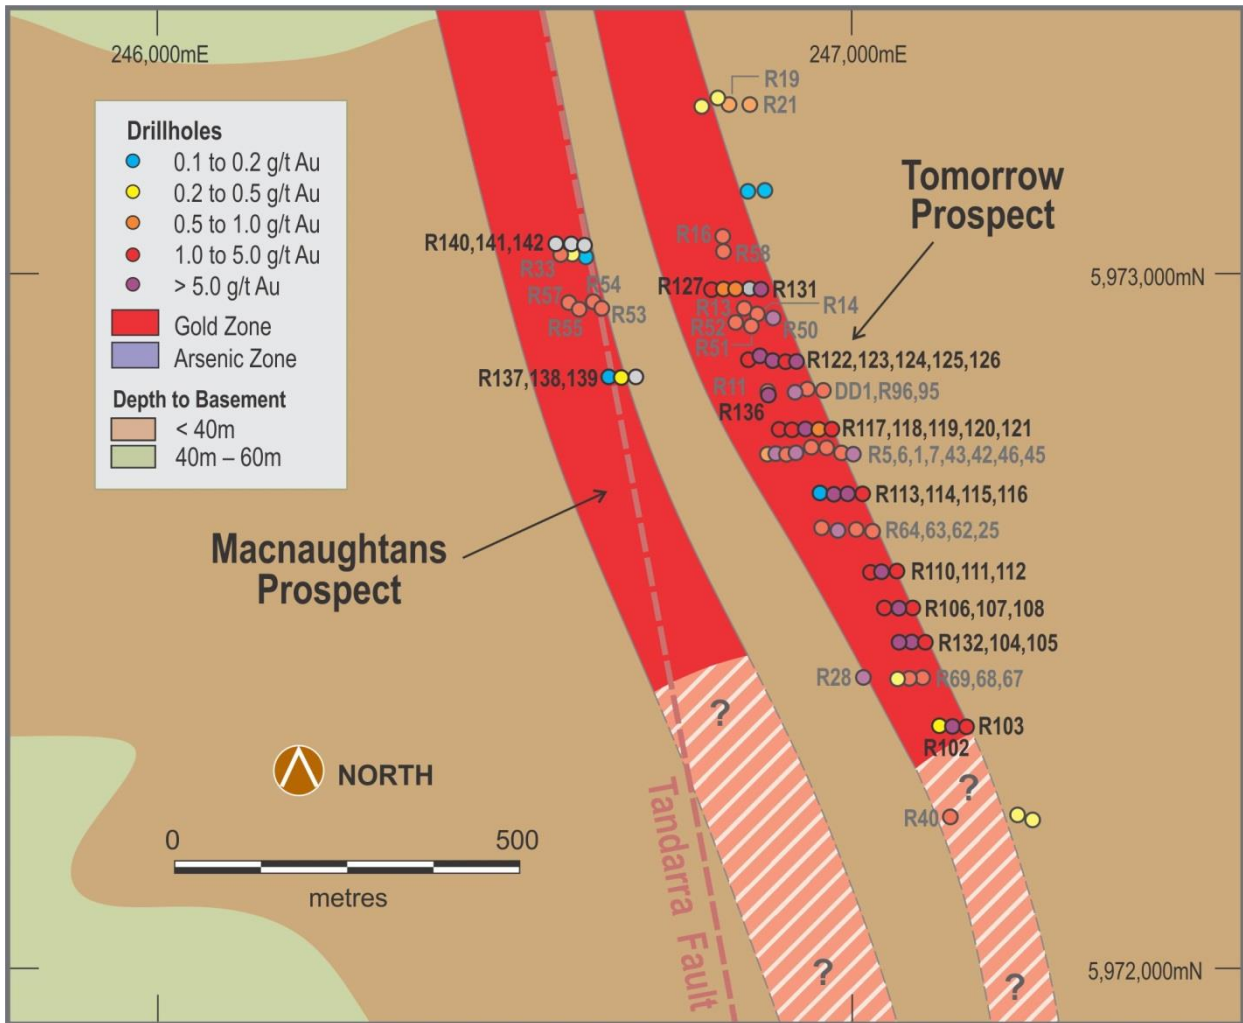 246,000mE
247,000mE
R19
R21
Drillholes
0.1 to 0.2 g/t Au
0.2 to 0.5 g/t Au
0.5 to 1.0 g/t Au
1.0 to 5.0 g/t Au
> 5.0 g/t Au
Gold Zone
Arsenic Zone
Depth to Basement
< 40m
40m – 60m
Tomorrow
Prospect
R16
R58
R140,141,142
R33
5,973,000mN
R127
R131
R54
R57
R53
R55
R13
R14
R52
R50
R51
R122,123,124,125,126
R137,138,139
R11
DD1,R96,95
R136
R117,118,119,120,121
R5,6,1,7,43,42,46,45
R113,114,115,116
R64,63,62,25
Macnaughtans
Prospect
R110,111,112
R106,107,108
R132,104,105
R28
R69,68,67
?
R103
R102
NORTH
?
R40
Tandarra Fault
0
500
metres
?
5,972,000mN
?